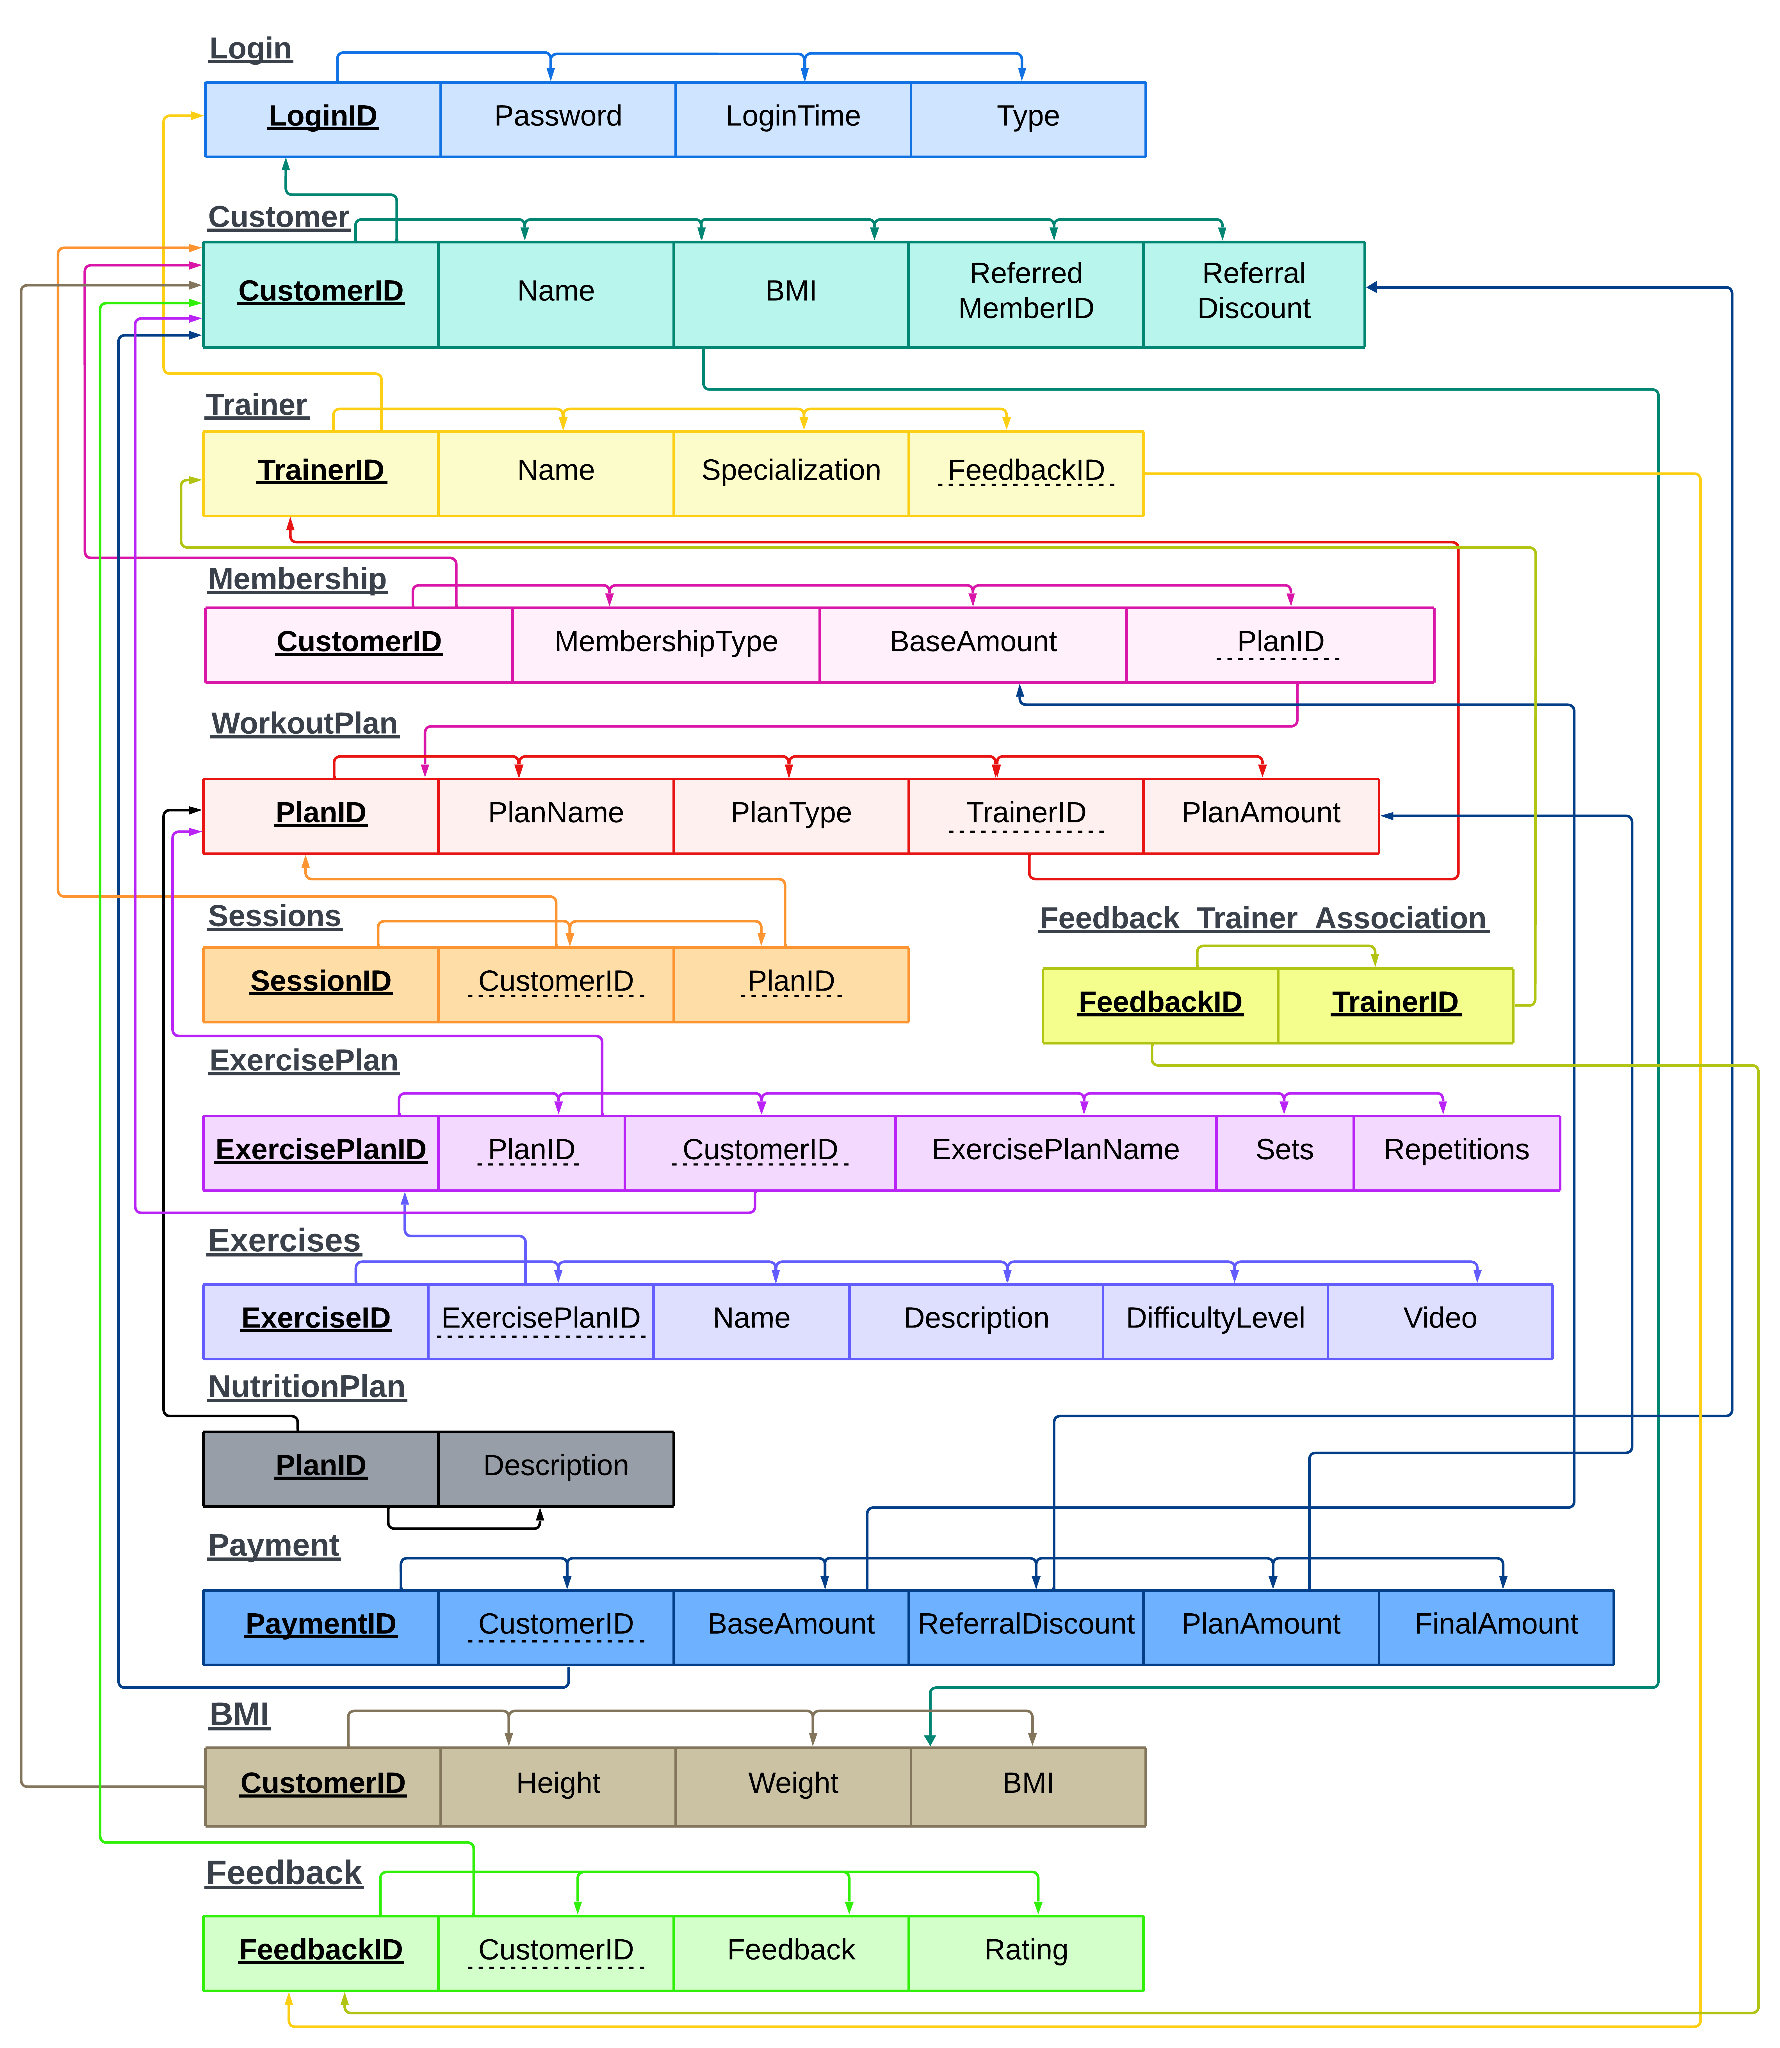 Login
LoginID Password LoginTime Type
Customer
CustomerID Name BMI Referred MemberID Referral Discount
Trainer
TrainerID Name Specialization FeedbackID
Membership
CustomerID MembershipType BaseAmount PlanID
WorkoutPlan
PlanID PlanName PlanType TrainerID PlanAmount
Sessions
SessionID CustomerID PlanID
Feedback_Trainer_Association
FeedbackID TrainerID
ExercisePlan
ExercisePlanID PlanID CustomerID ExercisePlanName Sets Repetitions
Exercises
ExerciseID ExercisePlanID Name Description DifficultyLevel Video
NutritionPlan
PlanID Description
Payment
PaymentID CustomerID BaseAmount ReferralDiscount PlanAmount FinalAmount
BMI
CustomerID Height Weight BMI
Feedback
FeedbackID CustomerID Feedback Rating